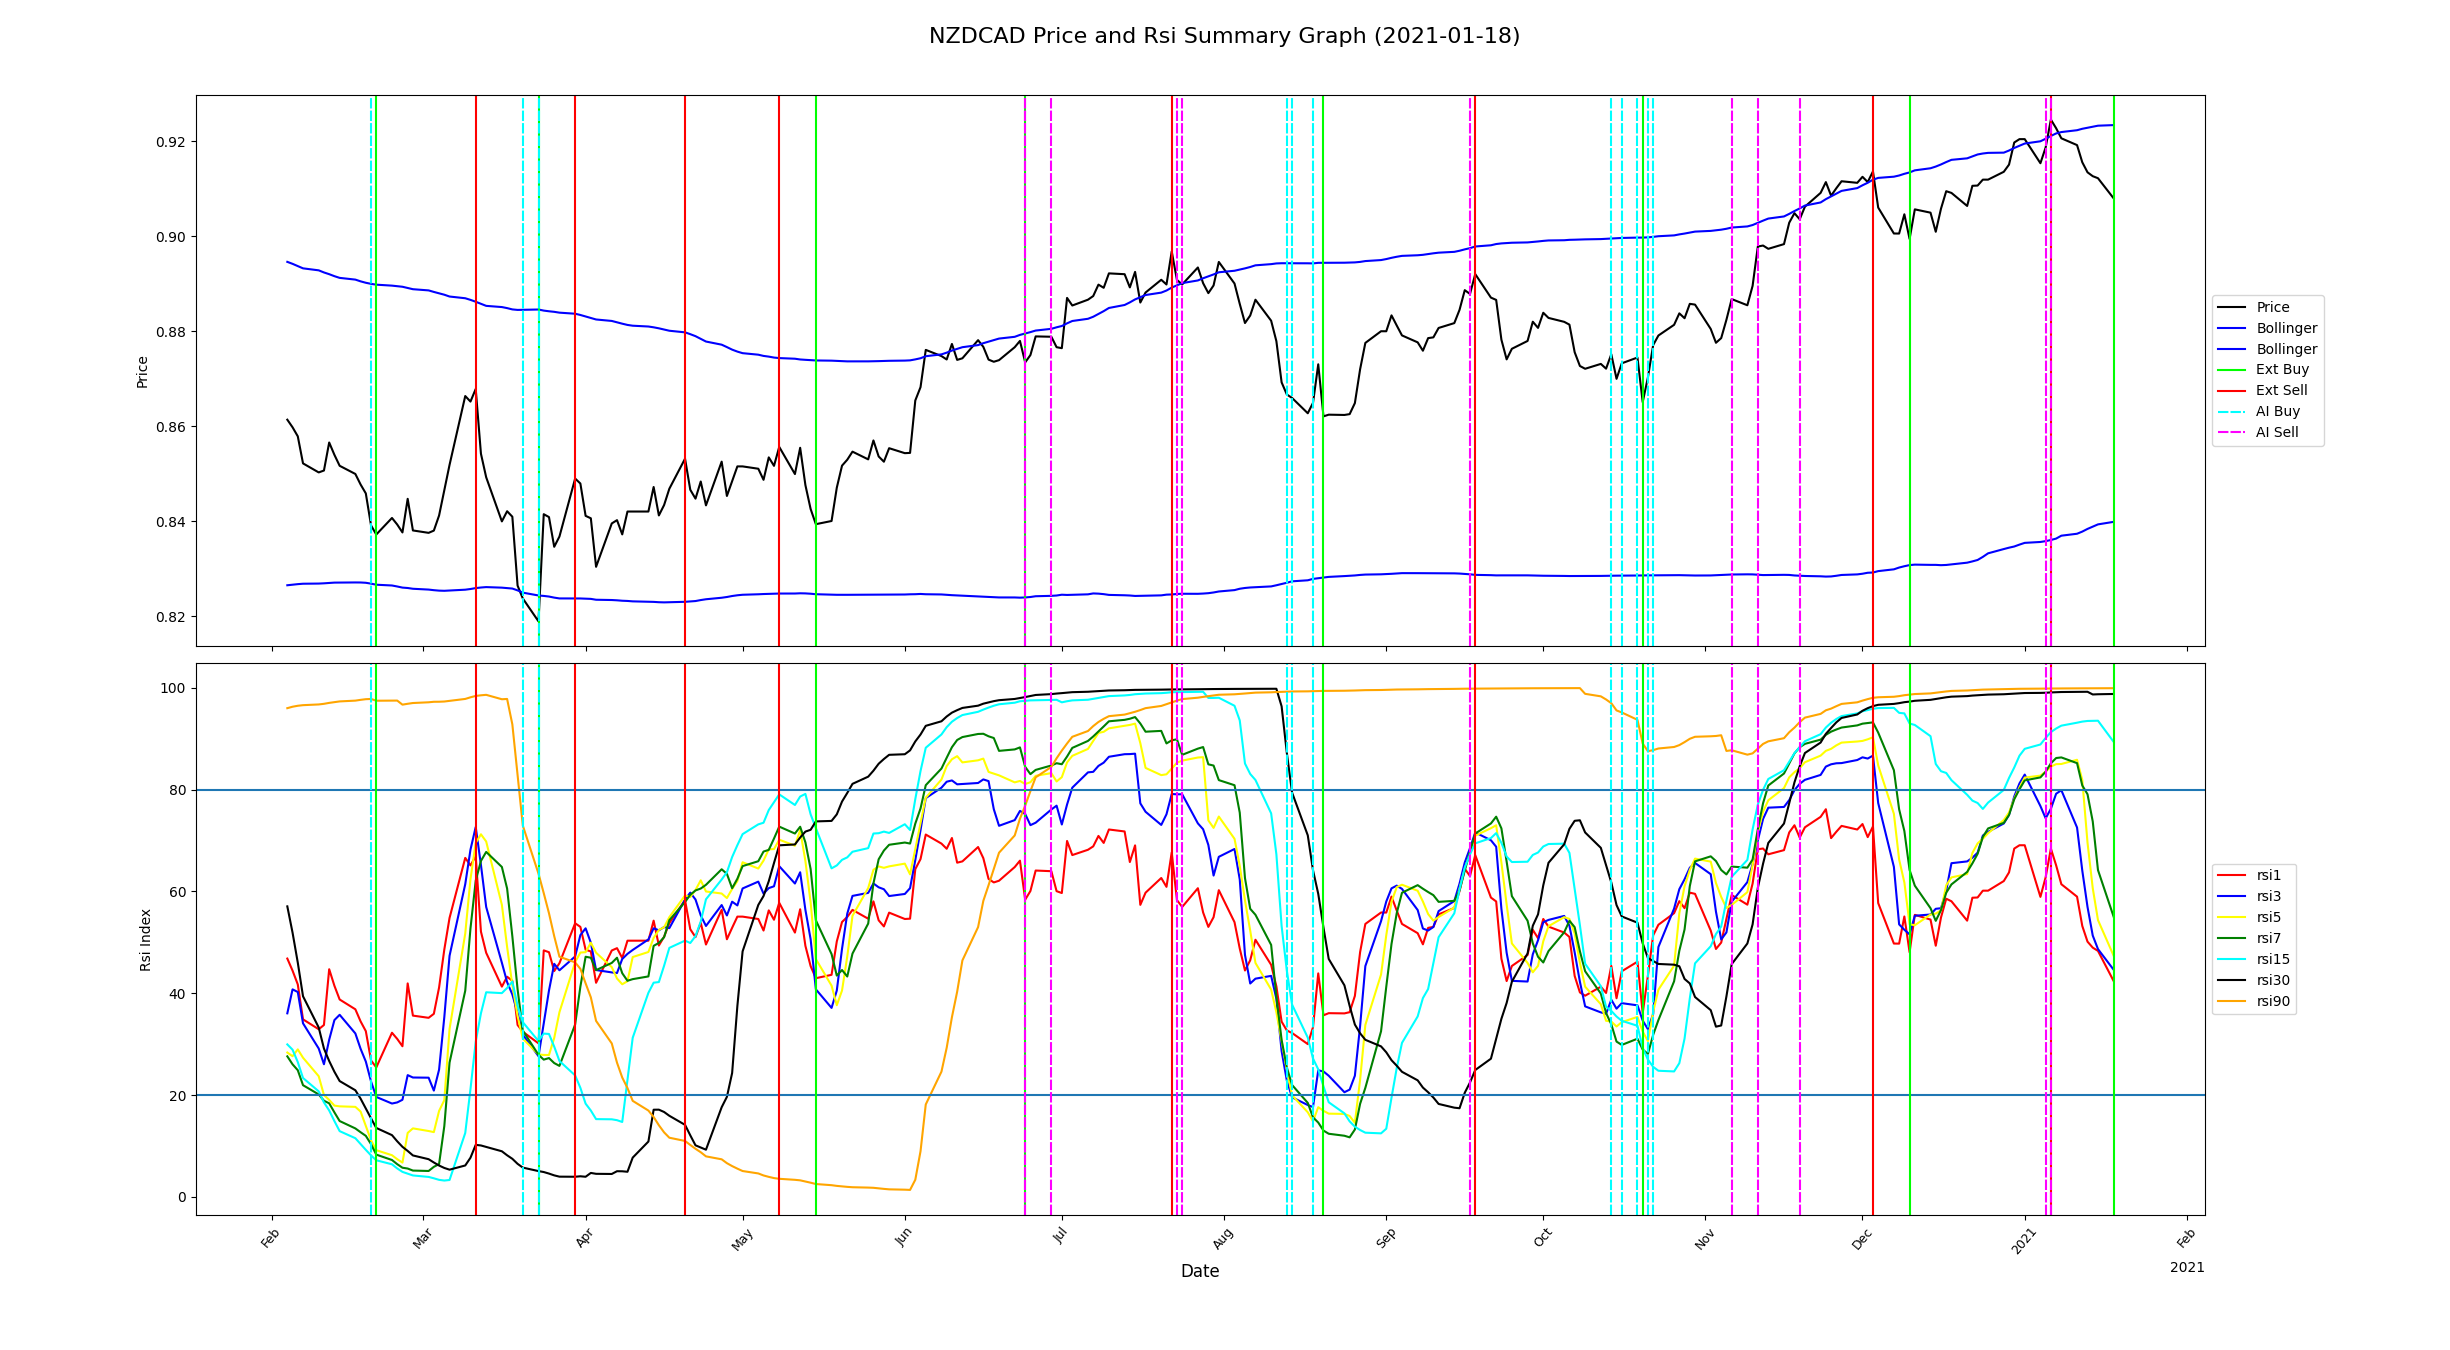 NZDCAD Price and Rsi Summary Graph (2021-01-18)
Price
0.92
0.90
0.88
0.86
0.84
0.82
Price
Bollinger
Bollinger
Ext Buy
Ext Sell
AI Buy
AI Sell
Rsi Index
100
80
60
40
20
0
rsi1
rsi3
rsi5
rsi7
rsi15
rsi30
rsi90
Feb
Mar
Apr
May
Jun
Jul
Aug
Sep
Oct
Nov
Dec
2021
Feb
Date
2021